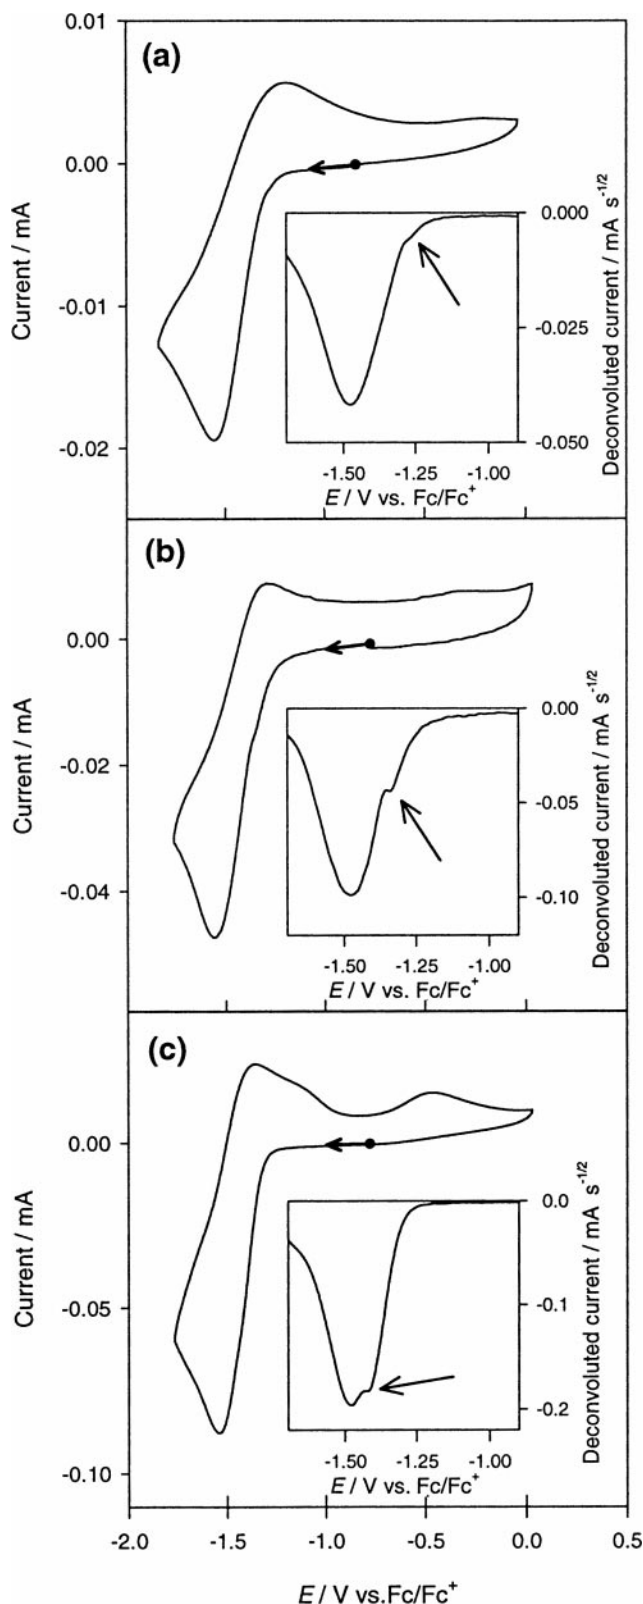 (a)
0.01
0.00
-0.01
-0.02
Current / mA
0.000
-0.025
-0.050
Deconvoluted current / mA s-1/2
-1.50 -1.25 -1.00
E / V vs. Fc/Fc+
(b)
0.00
-0.02
-0.04
Current / mA
0.00
-0.05
-0.10
Deconvoluted current / mA s-1/2
-1.50 -1.25 -1.00
E / V vs. Fc/Fc+
(c)
0.00
-0.05
-0.10
Current / mA
0.0
-0.1
-0.2
Deconvoluted current / mA s-1/2
-1.50 -1.25 -1.00
E / V vs. Fc/Fc+
-2.0 -1.5 -1.0 -0.5 0.0 0.5
E / V vs.Fc/Fc+